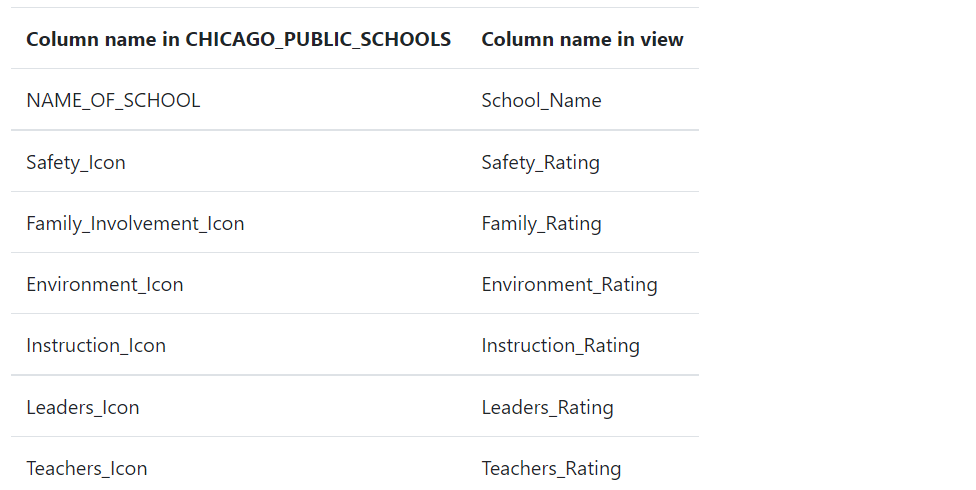 Column name in CHICAGO_PUBLIC_SCHOOLS Column name in view
NAME_OF_SCHOOL School_Name
Safety_Icon Safety_Rating
Family_Involvement_Icon Family_Rating
Environment_Icon Environment_Rating
Instruction_Icon Instruction_Rating
Leaders_Icon Leaders_Rating
Teachers_Icon Teachers_Rating